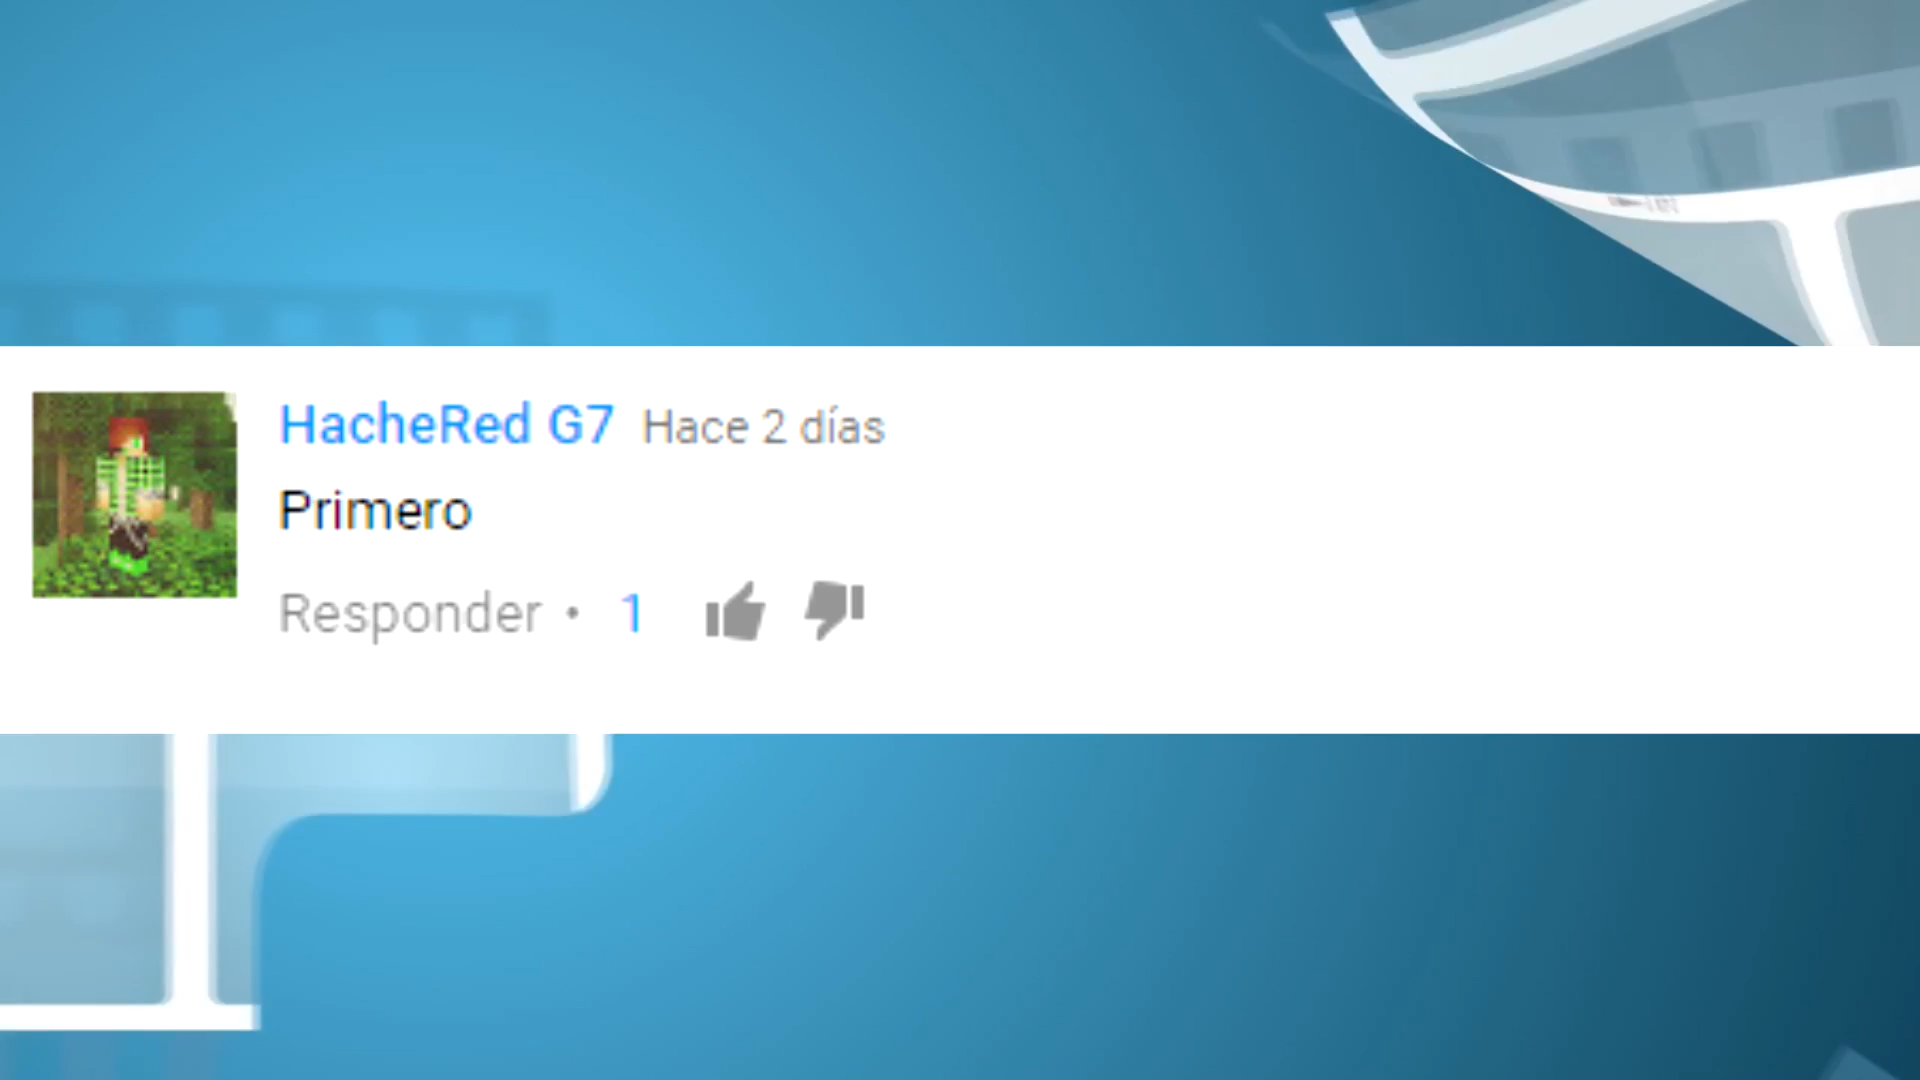 HacheRed G7 Hace 2 días
Primero
Responder • 1